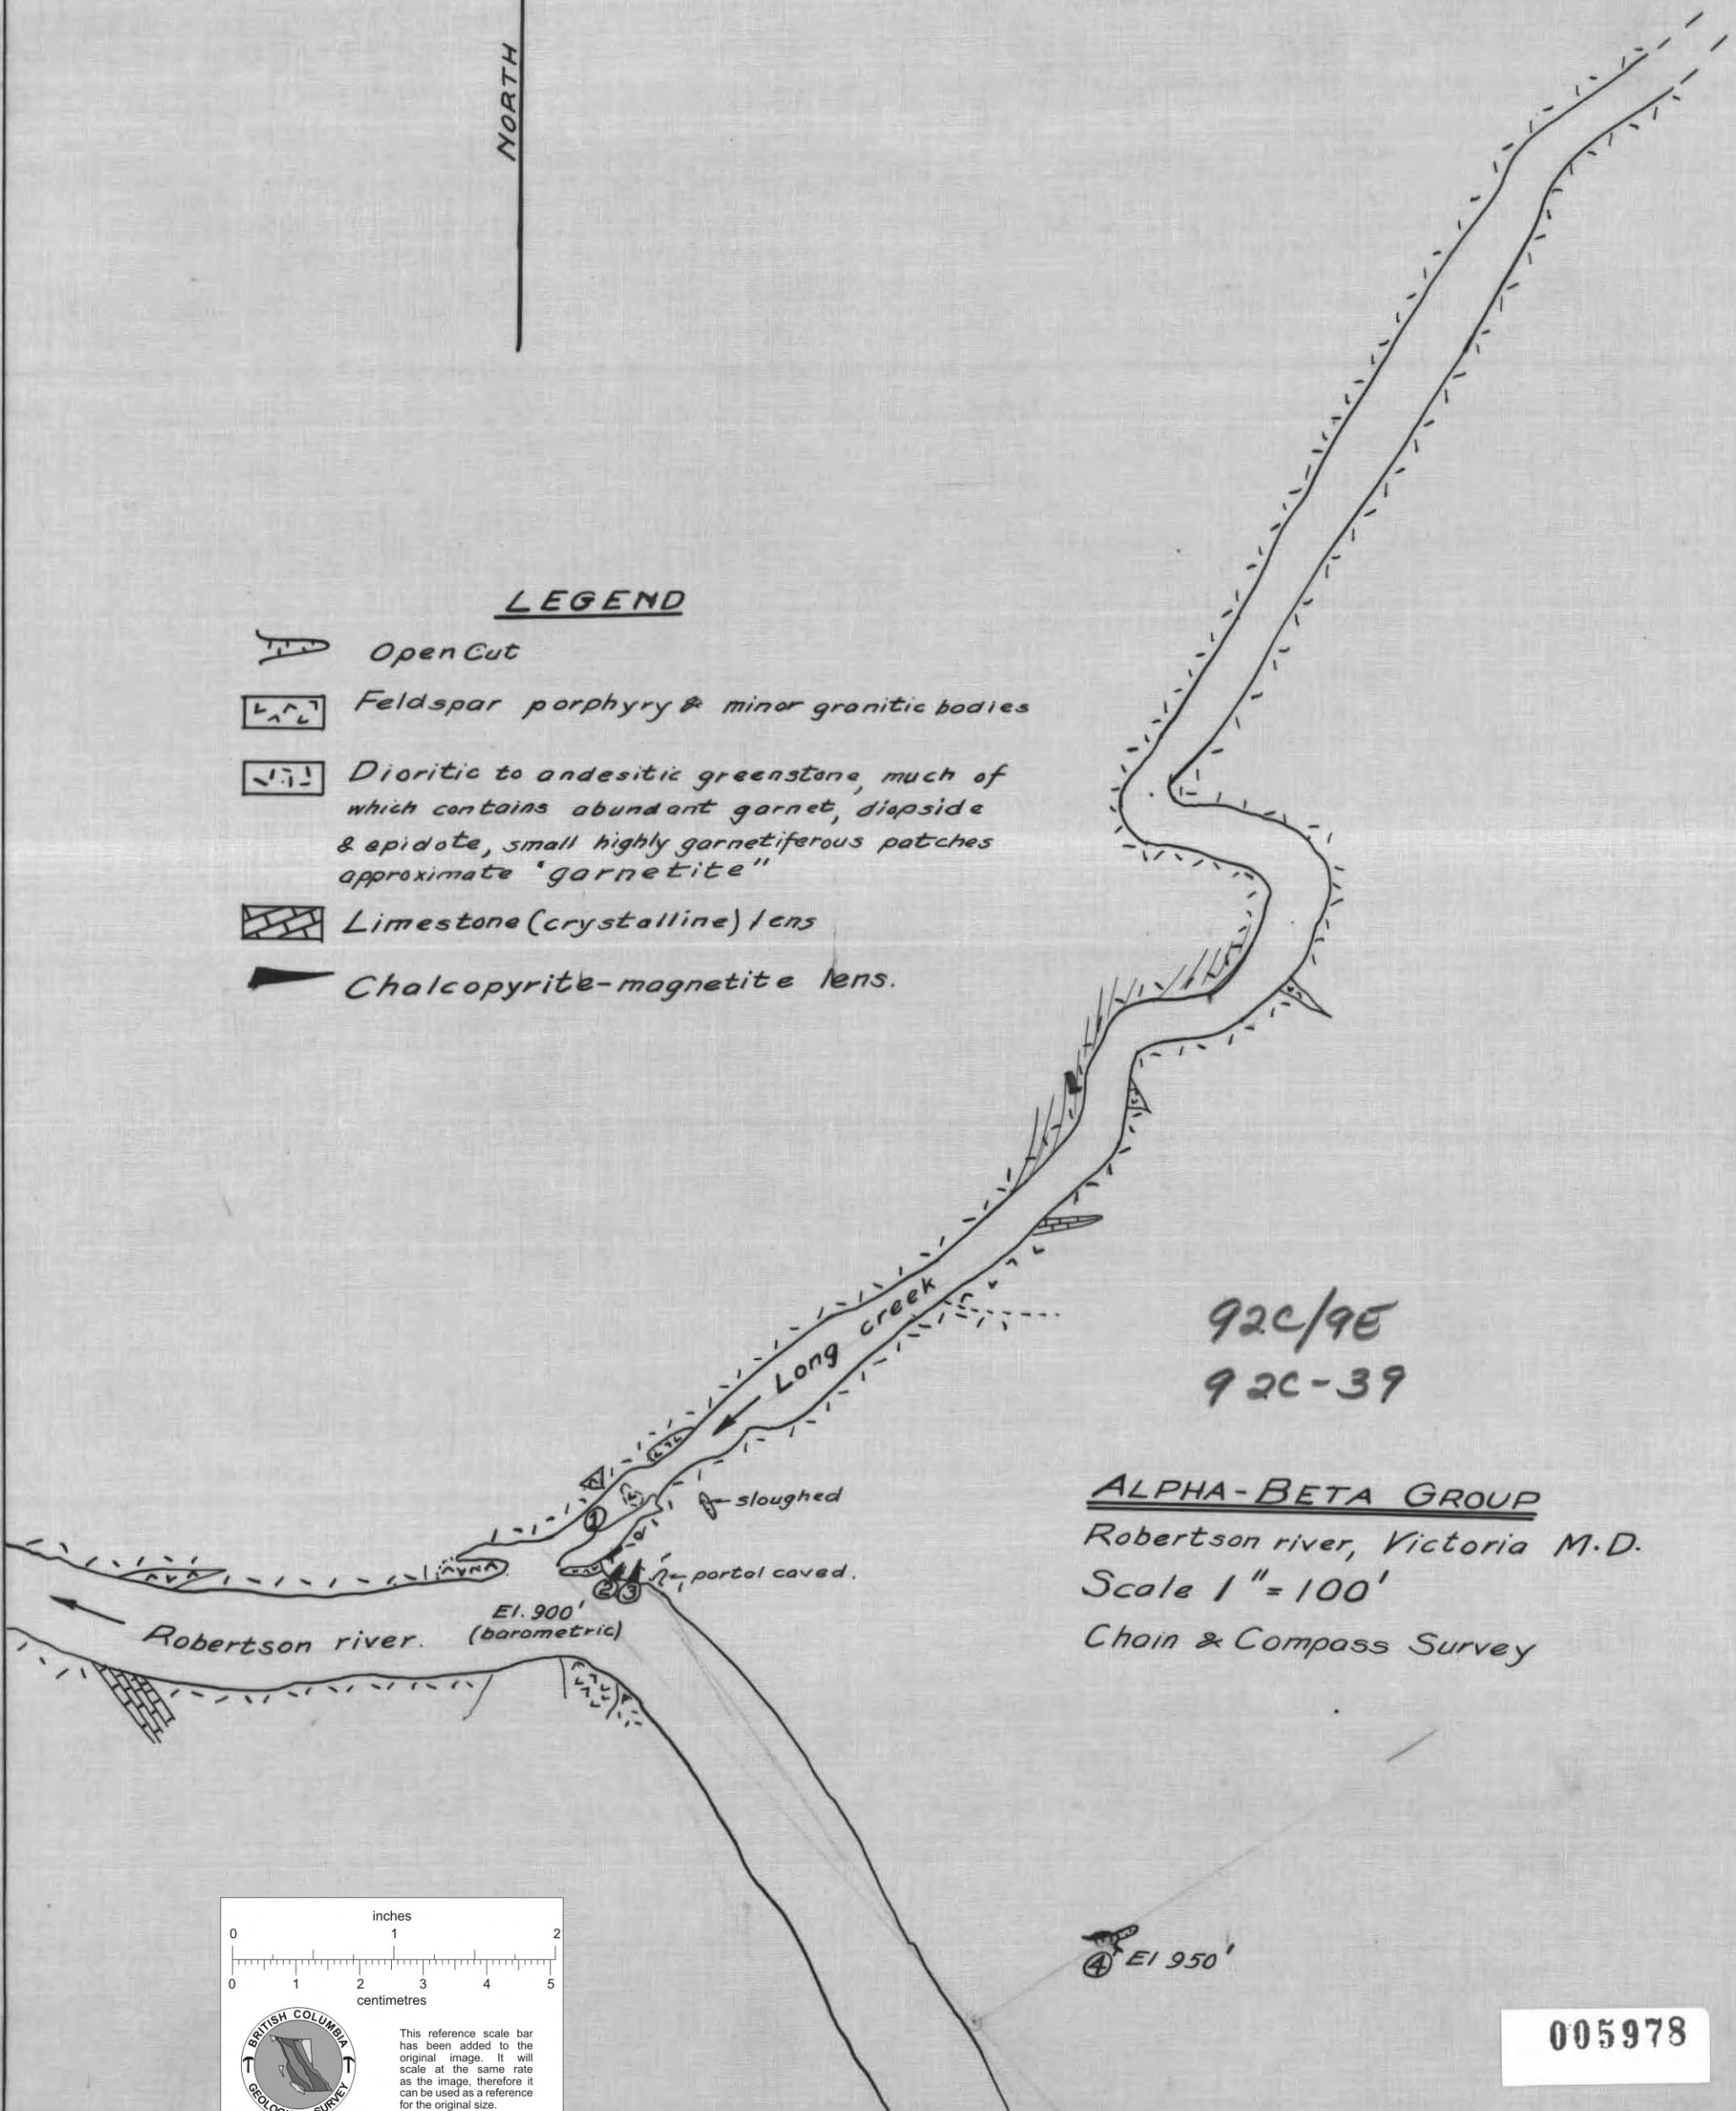 NORTH
LEGEND
Open Cut
Feldspar porphyry & minor granitic bodies
Dioritic to andesitic greenstone, much of
which contains abundant garnet, diopside
& epidote, small highly garnetiferous patches
approximate "garnetite"
Limestone (crystalline) lens
Chalcopyrite-magnetite lens.
Long creek
92C/9E
92C-39
ALPHA-BETA GROUP
Robertson river, Victoria M.D.
Scale 1" = 100'
Chain & Compass Survey
sloughed
1
portal caved.
2 3
El. 900'
(barometric)
Robertson river.
4 El 950'
inches
0 1 2
0 1 2 3 4 5
centimetres
BRITISH COLUMBIA
This reference scale bar
has been added to the
original image. It will
scale at the same rate
as the image, therefore it
can be used as a reference
for the original size.
005978